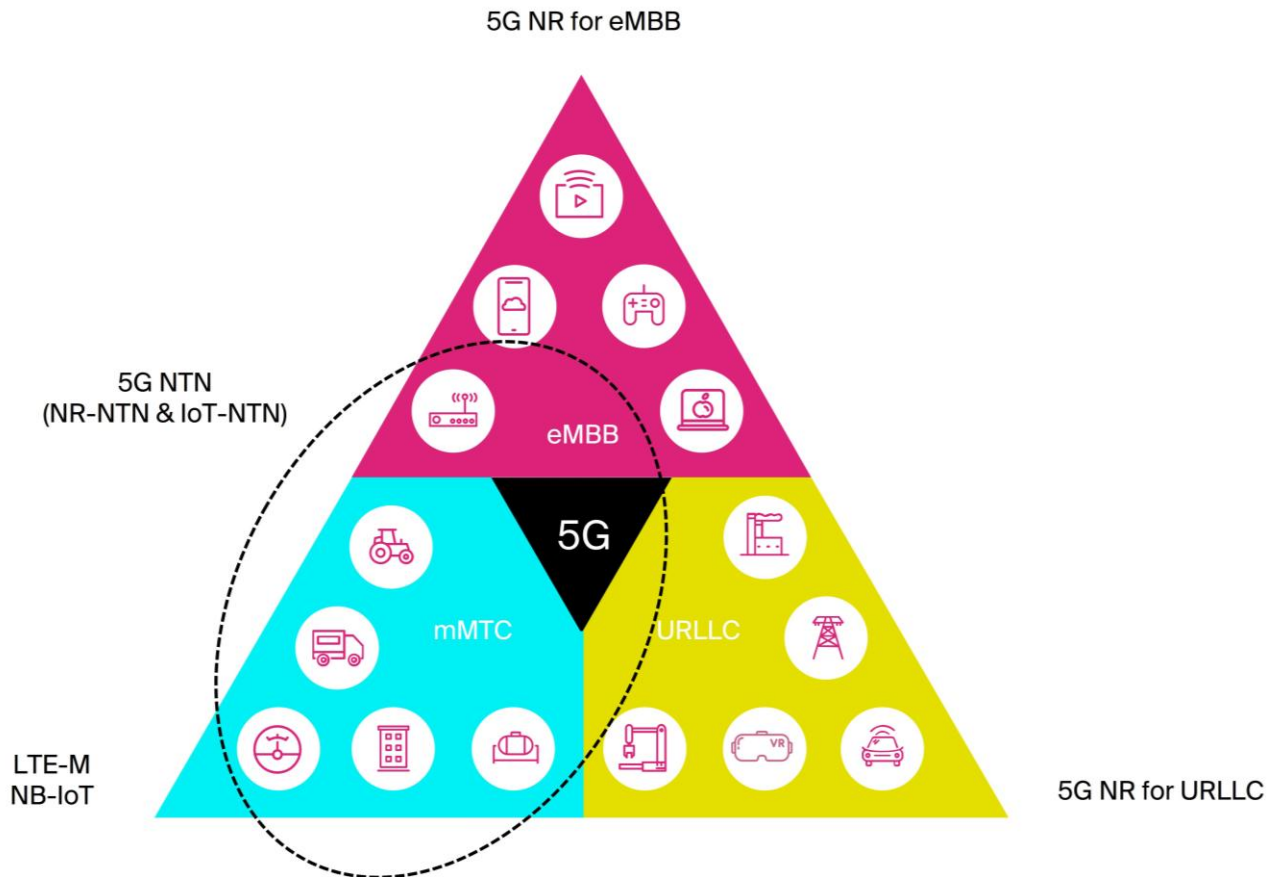 5G NR for eMBB
5G NTN
(NR-NTN & IoT-NTN)
eMBB
5G
mMTC
URLLC
VR
LTE-M
NB-IoT
5G NR for URLLC